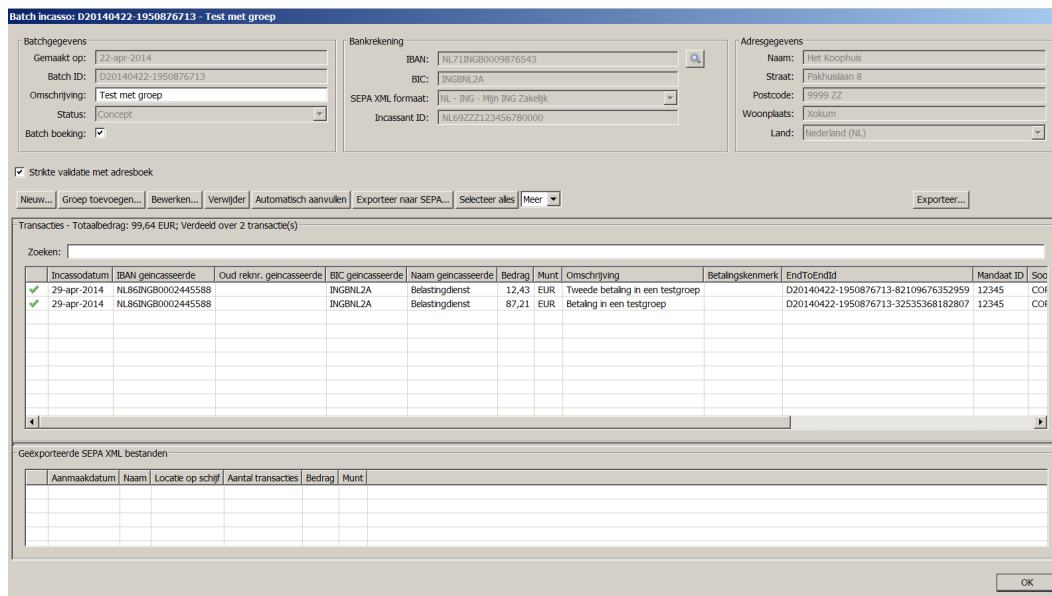 Batch incasso: D20140422-1950876713 - Test met groep
Batchgegevens
Gemaakt op: 22-apr-2014
Batch ID: D20140422-1950876713
Omschrijving: Test met groep
Status: Concept
Batch boeking:
Bankrekening
IBAN: NL71INGB0009876543
BIC: INGBNL2A
SEPA XML formaat: NL - ING - Mijn ING Zakelijk
Incassant ID: NL69ZZZ123456780000
Adresgegevens
Naam: Het Koophuis
Straat: Pakhuislaan 8
Postcode: 9999 ZZ
Woonplaats: Xokum
Land: Nederland (NL)
Strikte validatie met adresboek
Nieuw... Groep toevoegen... Bewerken... Verwijder Automatisch aanvullen Exporteer naar SEPA... Selecteer alles Meer Exporteer...
Transacties - Totaalbedrag: 99,64 EUR; Verdeeld over 2 transactie(s)
Zoeken:
Incassodatum IBAN geincasseerde Oud reknr. geincasseerde BIC geincasseerde Naam geincasseerde Bedrag Munt Omschrijving Betalingskenmerk EndToEndId Mandaat ID Soo
29-apr-2014 NL86INGB0002445588 INGBNL2A Belastingdienst 12,43 EUR Tweede betaling in een testgroep D20140422-1950876713-82109676352959 12345 COR
29-apr-2014 NL86INGB0002445588 INGBNL2A Belastingdienst 87,21 EUR Betaling in een testgroep D20140422-1950876713-32535368182807 12345 COR
Geëxporteerde SEPA XML bestanden
Aanmaakdatum Naam Locatie op schijf Aantal transacties Bedrag Munt
OK